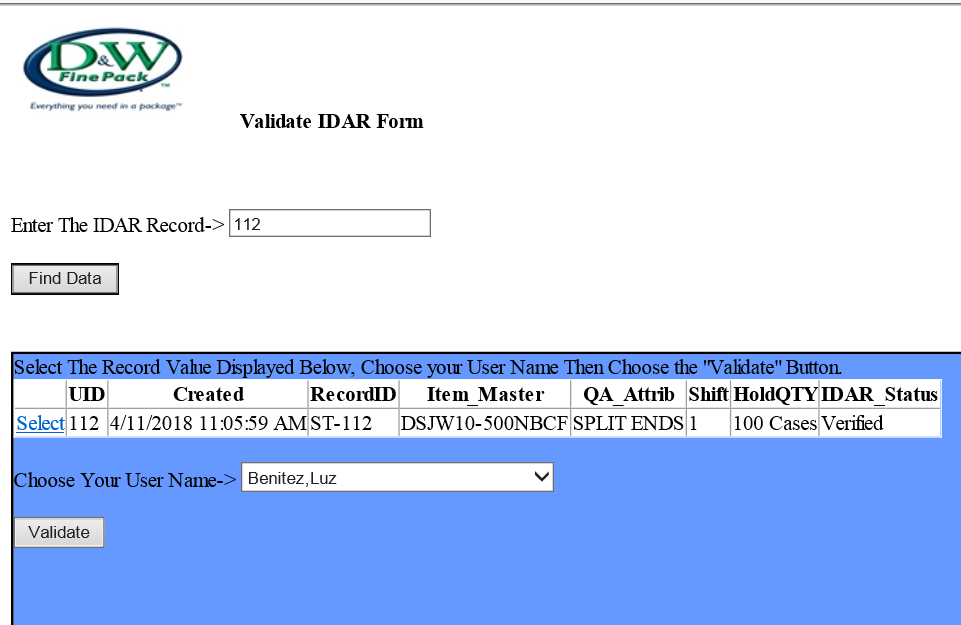 D&W
Fine Pack™
Everything you need in a package™
Validate IDAR Form
Enter The IDAR Record-> 112
Find Data
Select The Record Value Displayed Below, Choose your User Name Then Choose the "Validate" Button.
UID Created RecordID Item_Master QA_Attrib Shift HoldQTY IDAR_Status
Select 112 4/11/2018 11:05:59 AM ST-112 DSJW10-500NBCF SPLIT ENDS 1 100 Cases Verified
Choose Your User Name-> Benitez,Luz
Validate